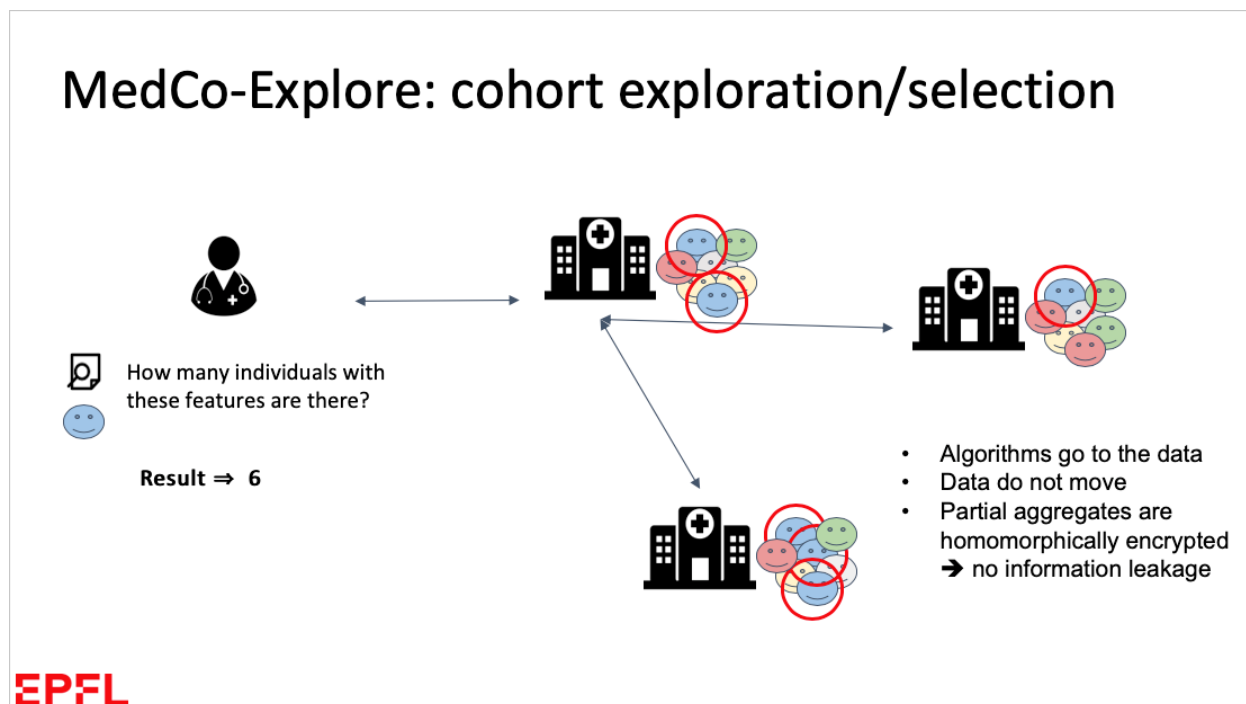 MedCo-Explore: cohort exploration/selection
How many individuals with
these features are there?
Result ⇒ 6
• Algorithms go to the data
• Data do not move
• Partial aggregates are
homomorphically encrypted
➔ no information leakage
EPFL